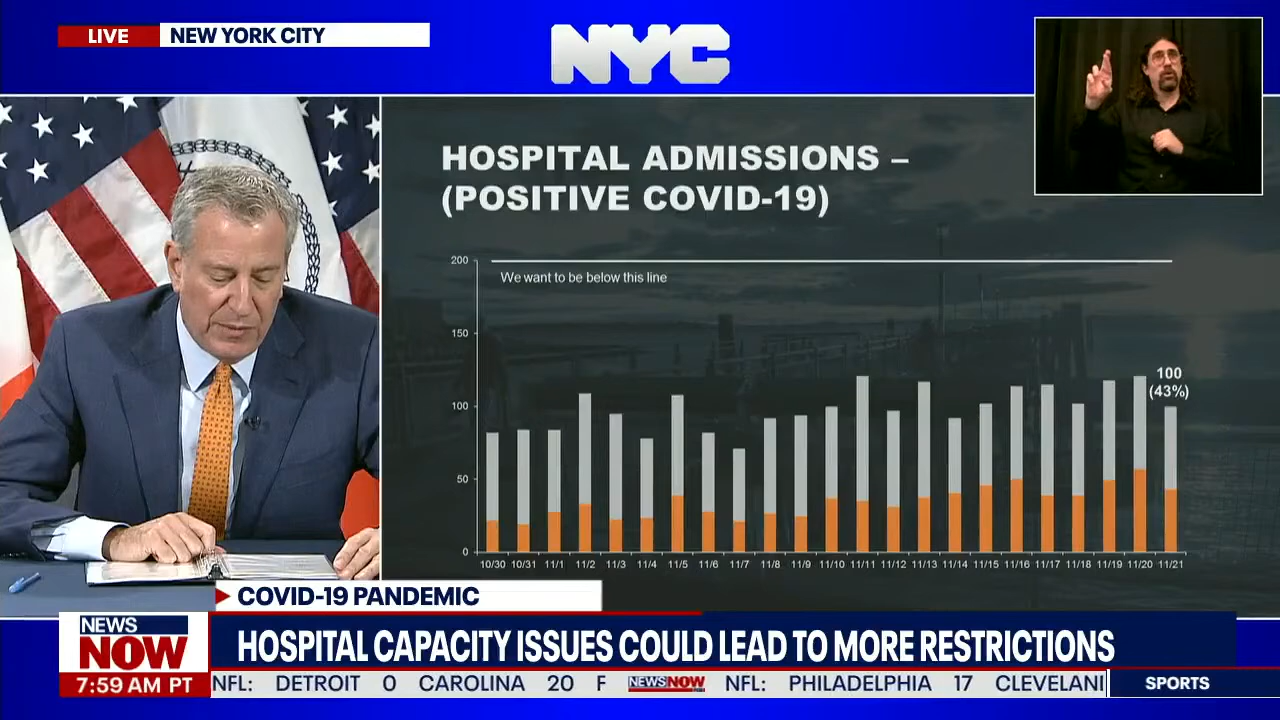 LIVE
NEW YORK CITY
NYC
HOSPITAL ADMISSIONS –
(POSITIVE COVID-19)
200
We want to be below this line
150
100
(43%)
100
50
0
10/30 10/31 11/1 11/2 11/3 11/4 11/5 11/6 11/7 11/8 11/9 11/10 11/11 11/12 11/13 11/14 11/15 11/16 11/17 11/18 11/19 11/20 11/21
COVID-19 PANDEMIC
NEWS
NOW
HOSPITAL CAPACITY ISSUES COULD LEAD TO MORE RESTRICTIONS
7:59 AM PT
NFL: DETROIT 0 CAROLINA 20 F NEWSNOW NFL: PHILADELPHIA 17 CLEVELANI
SPORTS